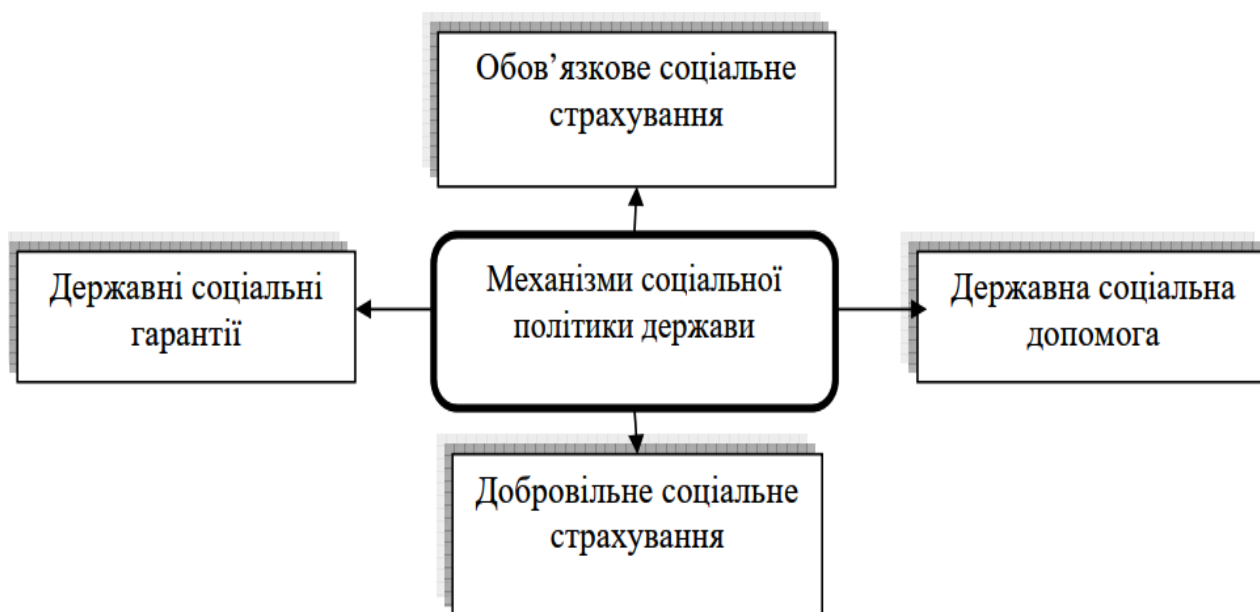 Обов’язкове соціальне
страхування
Державні соціальні
гарантії
Механізми соціальної
політики держави
Державна соціальна
допомога
Добровільне соціальне
страхування